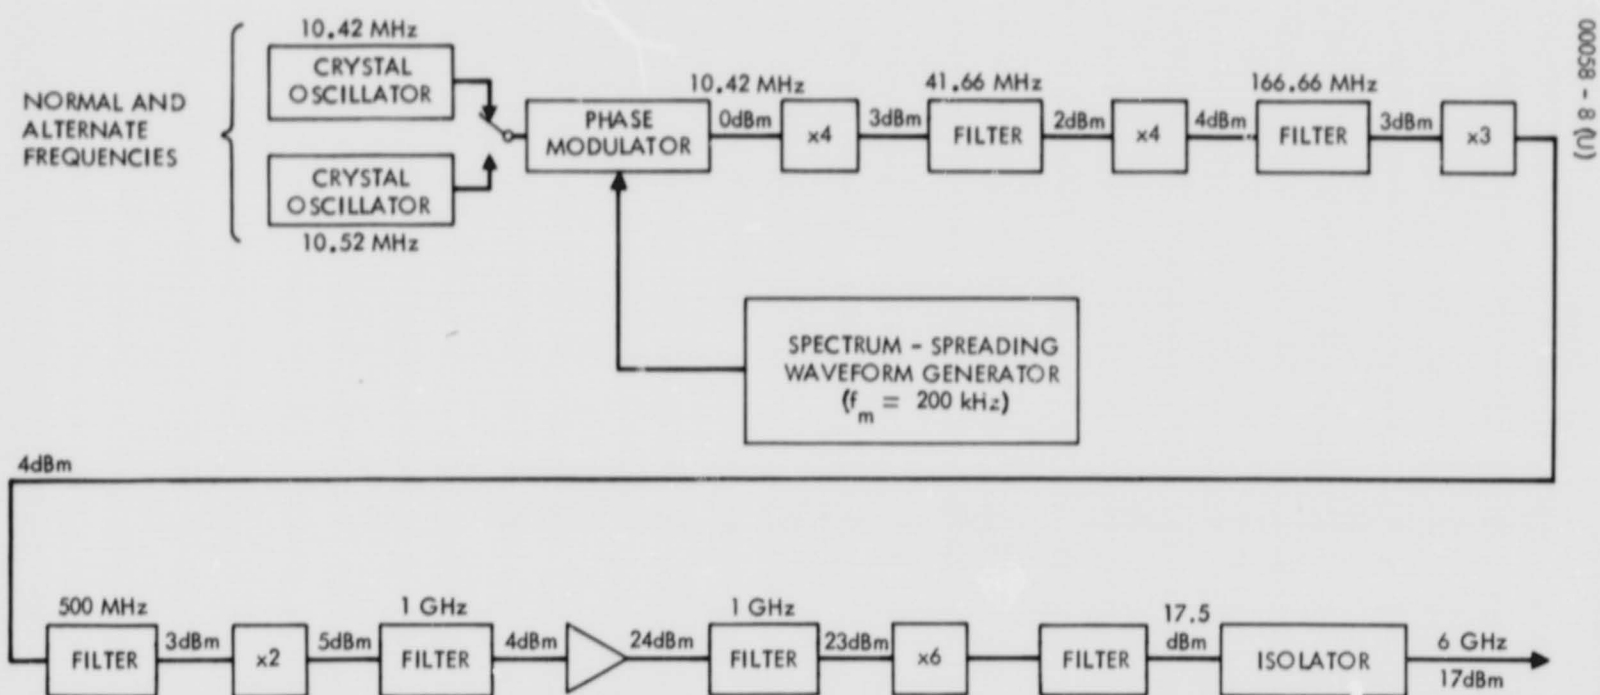 10.42 MHz
CRYSTAL
OSCILLATOR
NORMAL AND
ALTERNATE
FREQUENCIES
CRYSTAL
OSCILLATOR
10.52 MHz
PHASE
MODULATOR
10.42 MHz
0dBm
x4
3dBm
41.66 MHz
FILTER
2dBm
x4
4dBm
166.66 MHz
FILTER
3dBm
x3
00058 - 8 (U)
SPECTRUM - SPREADING
WAVEFORM GENERATOR
(fm = 200 kHz)
4dBm
500 MHz
FILTER
3dBm
x2
5dBm
1 GHz
FILTER
4dBm
24dBm
1 GHz
FILTER
23dBm
x6
FILTER
17.5
dBm
ISOLATOR
6 GHz
17dBm